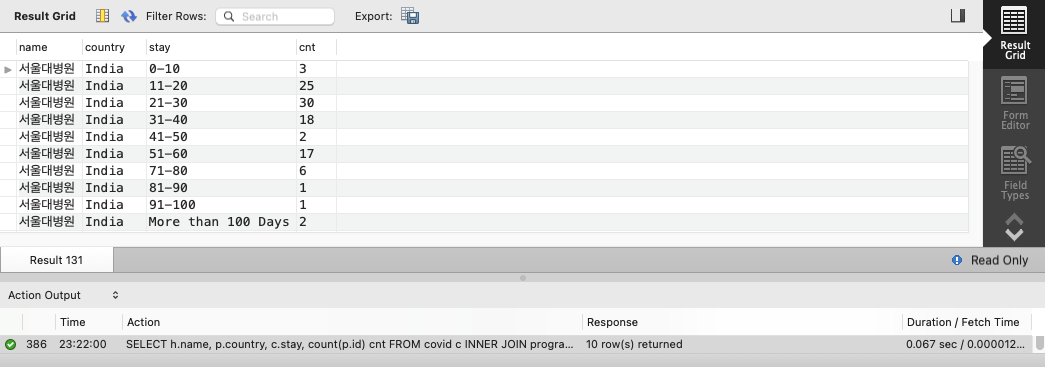 Result Grid Filter Rows: Search Export:
name country stay cnt
서울대병원 India 0-10 3
서울대병원 India 11-20 25
서울대병원 India 21-30 30
서울대병원 India 31-40 18
서울대병원 India 41-50 2
서울대병원 India 51-60 17
서울대병원 India 71-80 6
서울대병원 India 81-90 1
서울대병원 India 91-100 1
서울대병원 India More than 100 Days 2
Result
Grid
Form
Editor
Field
Types
Result 131 Read Only
Action Output
Time Action Response Duration / Fetch Time
386 23:22:00 SELECT h.name, p.country, c.stay, count(p.id) cnt FROM covid c INNER JOIN progra... 10 row(s) returned 0.067 sec / 0.000012...